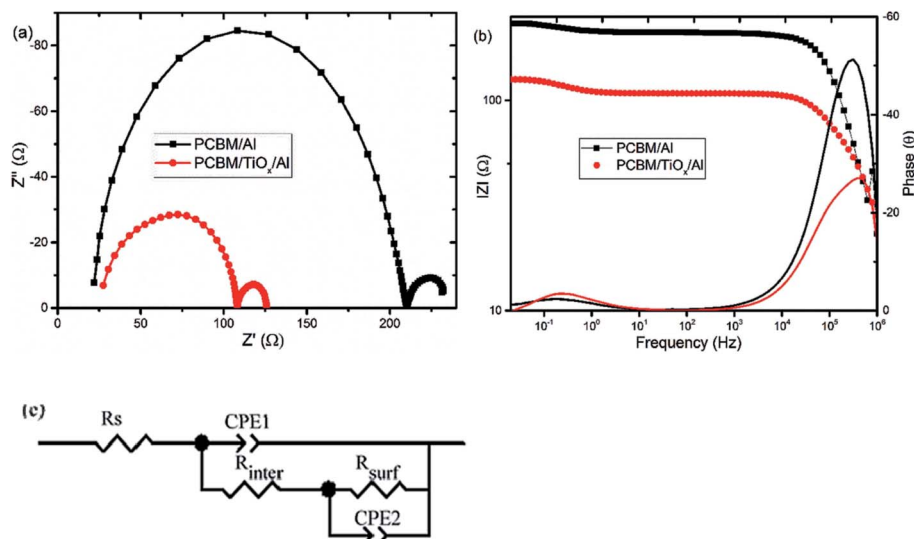 (a)
-80
-60
-40
-20
0
Z'' (Ω)
PCBM/Al
PCBM/TiOx/Al
0 50 100 150 200 250
Z' (Ω)
(b)
100
10
IZI (Ω)
PCBM/Al
PCBM/TiOx/Al
-60
-40
-20
0
Phase (θ)
10-1 100 101 102 103 104 105 106
Frequency (Hz)
(c)
Rs
CPE1
Rinter
Rsurf
CPE2